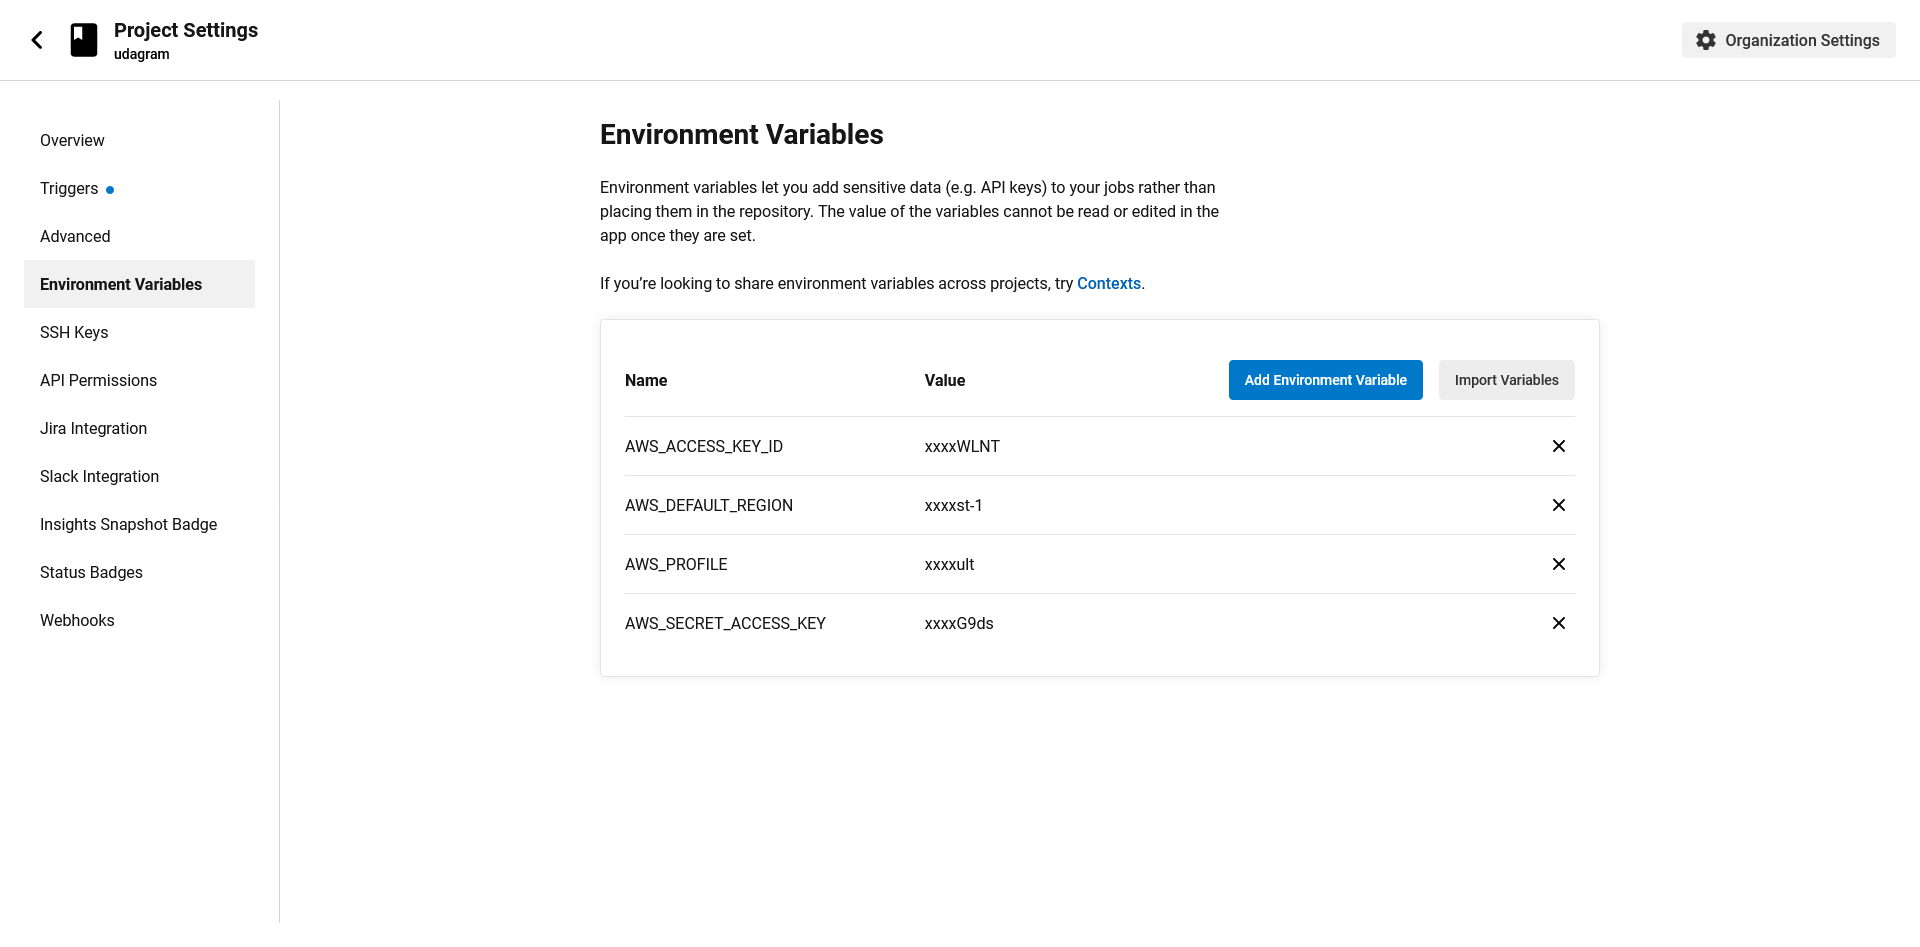 Project Settings
udagram
Organization Settings
Overview
Triggers
Advanced
Environment Variables
SSH Keys
API Permissions
Jira Integration
Slack Integration
Insights Snapshot Badge
Status Badges
Webhooks
Environment Variables
Environment variables let you add sensitive data (e.g. API keys) to your jobs rather than
placing them in the repository. The value of the variables cannot be read or edited in the
app once they are set.
If you’re looking to share environment variables across projects, try Contexts.
Name Value Add Environment Variable Import Variables
AWS_ACCESS_KEY_ID xxxxWLNT
AWS_DEFAULT_REGION xxxxst-1
AWS_PROFILE xxxxult
AWS_SECRET_ACCESS_KEY xxxxG9ds